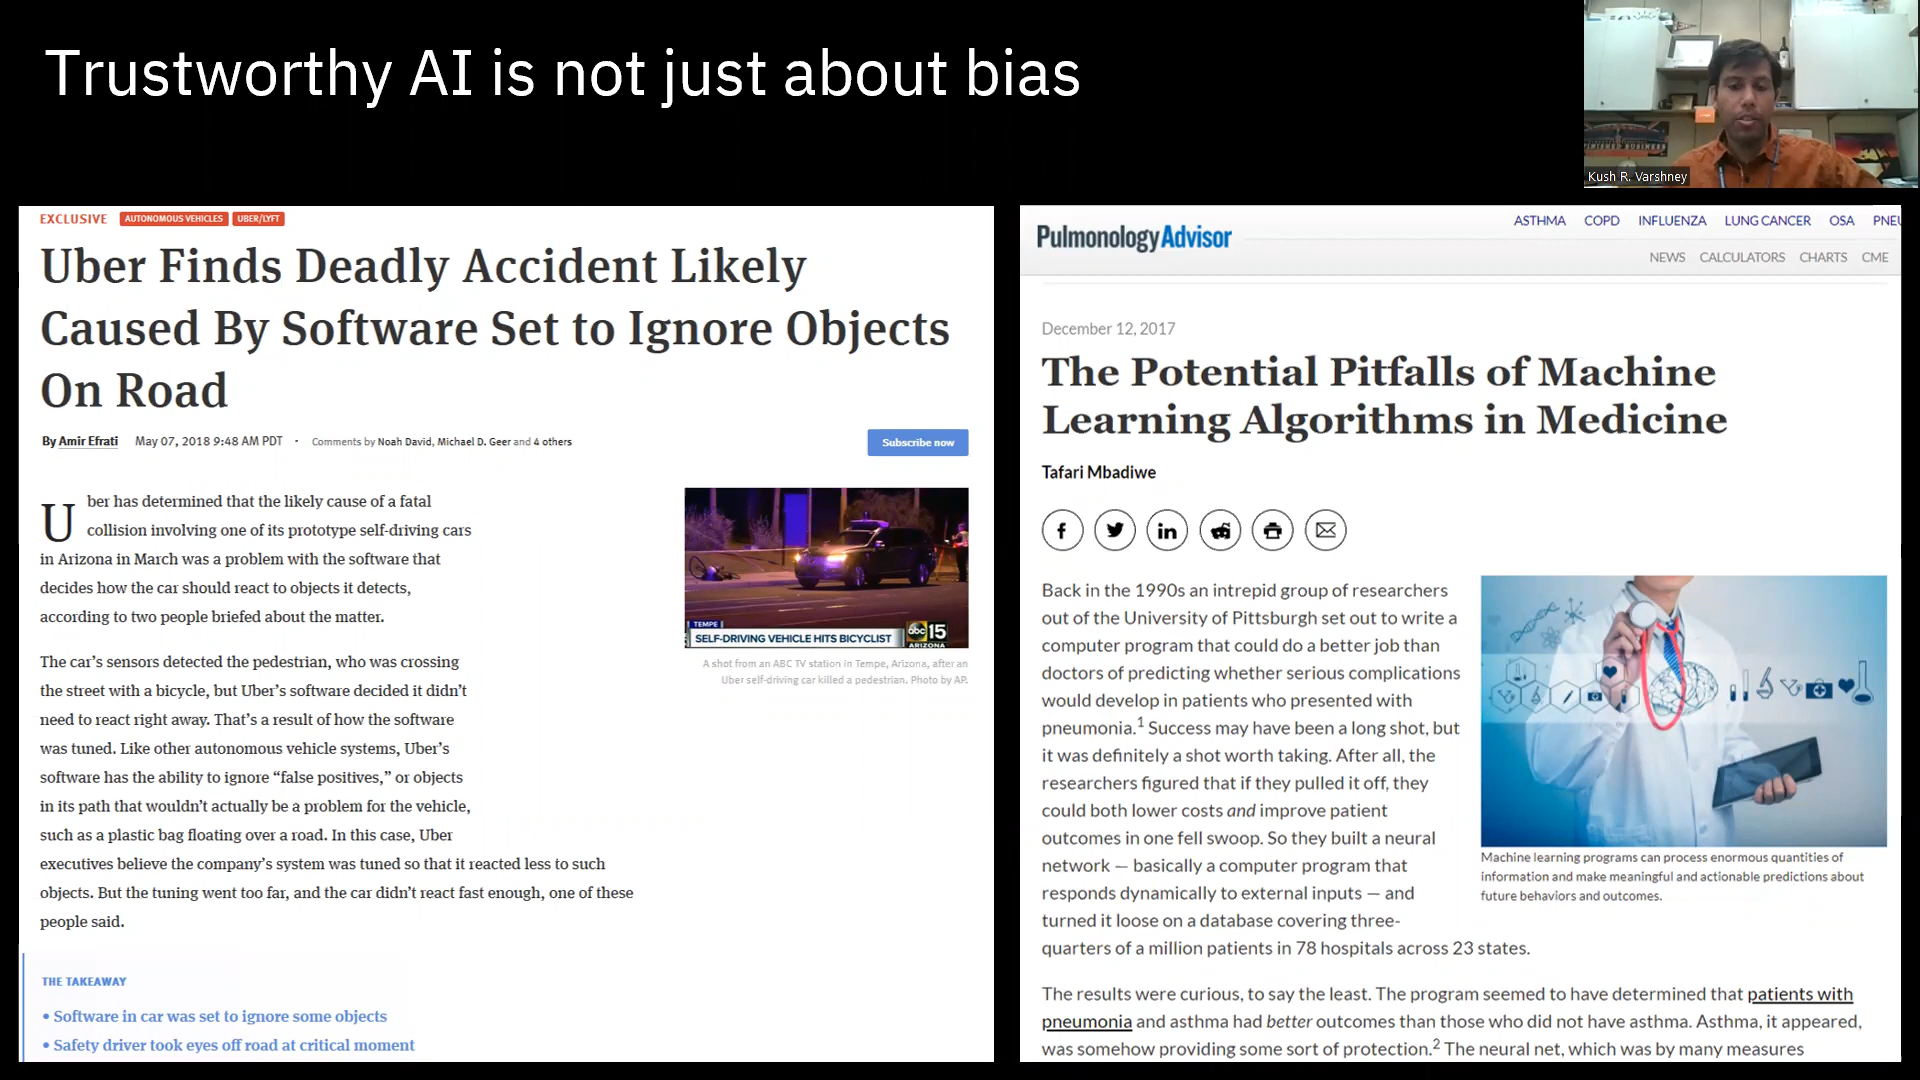 Trustworthy AI is not just about bias
Kush R. Varshney
EXCLUSIVE AUTONOMOUS VEHICLES UBER/LYFT
Uber Finds Deadly Accident Likely
Caused By Software Set to Ignore Objects
On Road
By Amir Efrati May 07, 2018 9:48 AM PDT · Comments by Noah David, Michael D. Geer and 4 others
Subscribe now
Uber has determined that the likely cause of a fatal
collision involving one of its prototype self-driving cars
in Arizona in March was a problem with the software that
decides how the car should react to objects it detects,
according to two people briefed about the matter.
The car's sensors detected the pedestrian, who was crossing
the street with a bicycle, but Uber's software decided it didn't
need to react right away. That's a result of how the software
was tuned. Like other autonomous vehicle systems, Uber's
software has the ability to ignore “false positives,” or objects
in its path that wouldn't actually be a problem for the vehicle,
such as a plastic bag floating over a road. In this case, Uber
executives believe the company's system was tuned so that it reacted less to such
objects. But the tuning went too far, and the car didn't react fast enough, one of these
people said.
TEMPE
SELF-DRIVING VEHICLE HITS BICYCLIST
abc 15
ARIZONA
A shot from an ABC TV station in Tempe, Arizona, after an
Uber self-driving car killed a pedestrian. Photo by AP.
THE TAKEAWAY
• Software in car was set to ignore some objects
• Safety driver took eyes off road at critical moment
PulmonologyAdvisor
ASTHMA COPD INFLUENZA LUNG CANCER OSA PNEU
NEWS CALCULATORS CHARTS CME
December 12, 2017
The Potential Pitfalls of Machine
Learning Algorithms in Medicine
Tafari Mbadiwe
Back in the 1990s an intrepid group of researchers
out of the University of Pittsburgh set out to write a
computer program that could do a better job than
doctors of predicting whether serious complications
would develop in patients who presented with
pneumonia.1 Success may have been a long shot, but
it was definitely a shot worth taking. After all, the
researchers figured that if they pulled it off, they
could both lower costs and improve patient
outcomes in one fell swoop. So they built a neural
network — basically a computer program that
responds dynamically to external inputs — and
turned it loose on a database covering three-
quarters of a million patients in 78 hospitals across 23 states.
Machine learning programs can process enormous quantities of
information and make meaningful and actionable predictions about
future behaviors and outcomes.
The results were curious, to say the least. The program seemed to have determined that patients with
pneumonia and asthma had better outcomes than those who did not have asthma. Asthma, it appeared,
was somehow providing some sort of protection.2 The neural net, which was by many measures